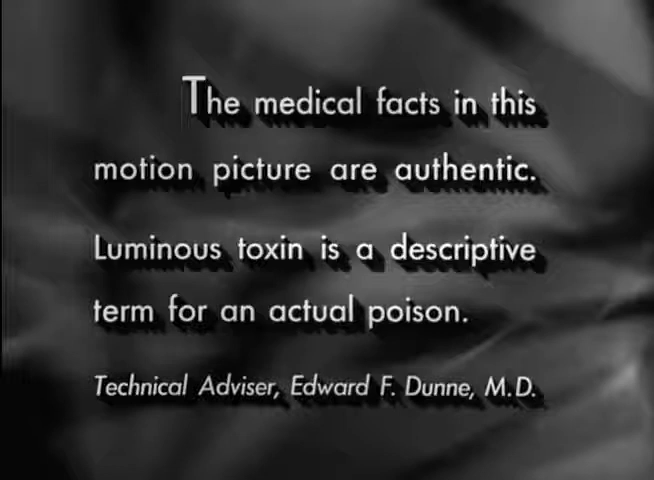 The medical facts in this
motion picture are authentic.
Luminous toxin is a descriptive
term for an actual poison.
Technical Adviser, Edward F. Dunne, M.D.